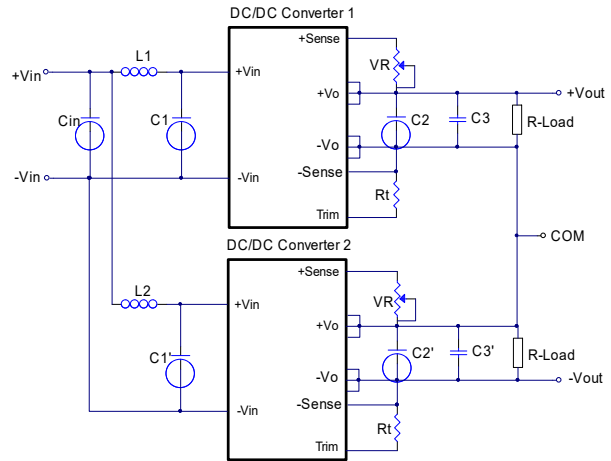 DC/DC Converter 1
+Sense
L1
VR
+Vin
+Vin
+Vo
+Vout
Cin
C1
C2
C3
R-Load
-Vo
-Vin
-Vin
-Sense
Rt
Trim
COM
DC/DC Converter 2
+Sense
L2
+Vin
VR
+Vo
C1'
C2'
C3'
R-Load
-Vo
-Vout
-Vin
-Sense
Rt
Trim